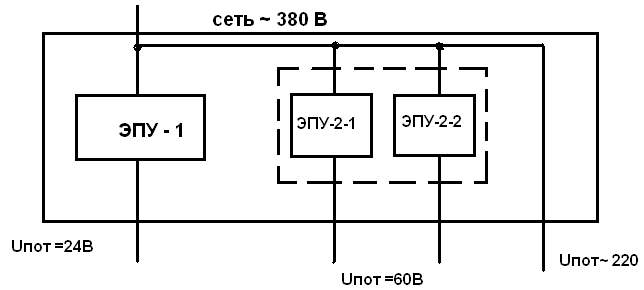 сеть ~ 380 В
ЭПУ - 1
ЭПУ-2-1
ЭПУ-2-2
Uпот =24В
Uпот =60В
Uпот~ 220